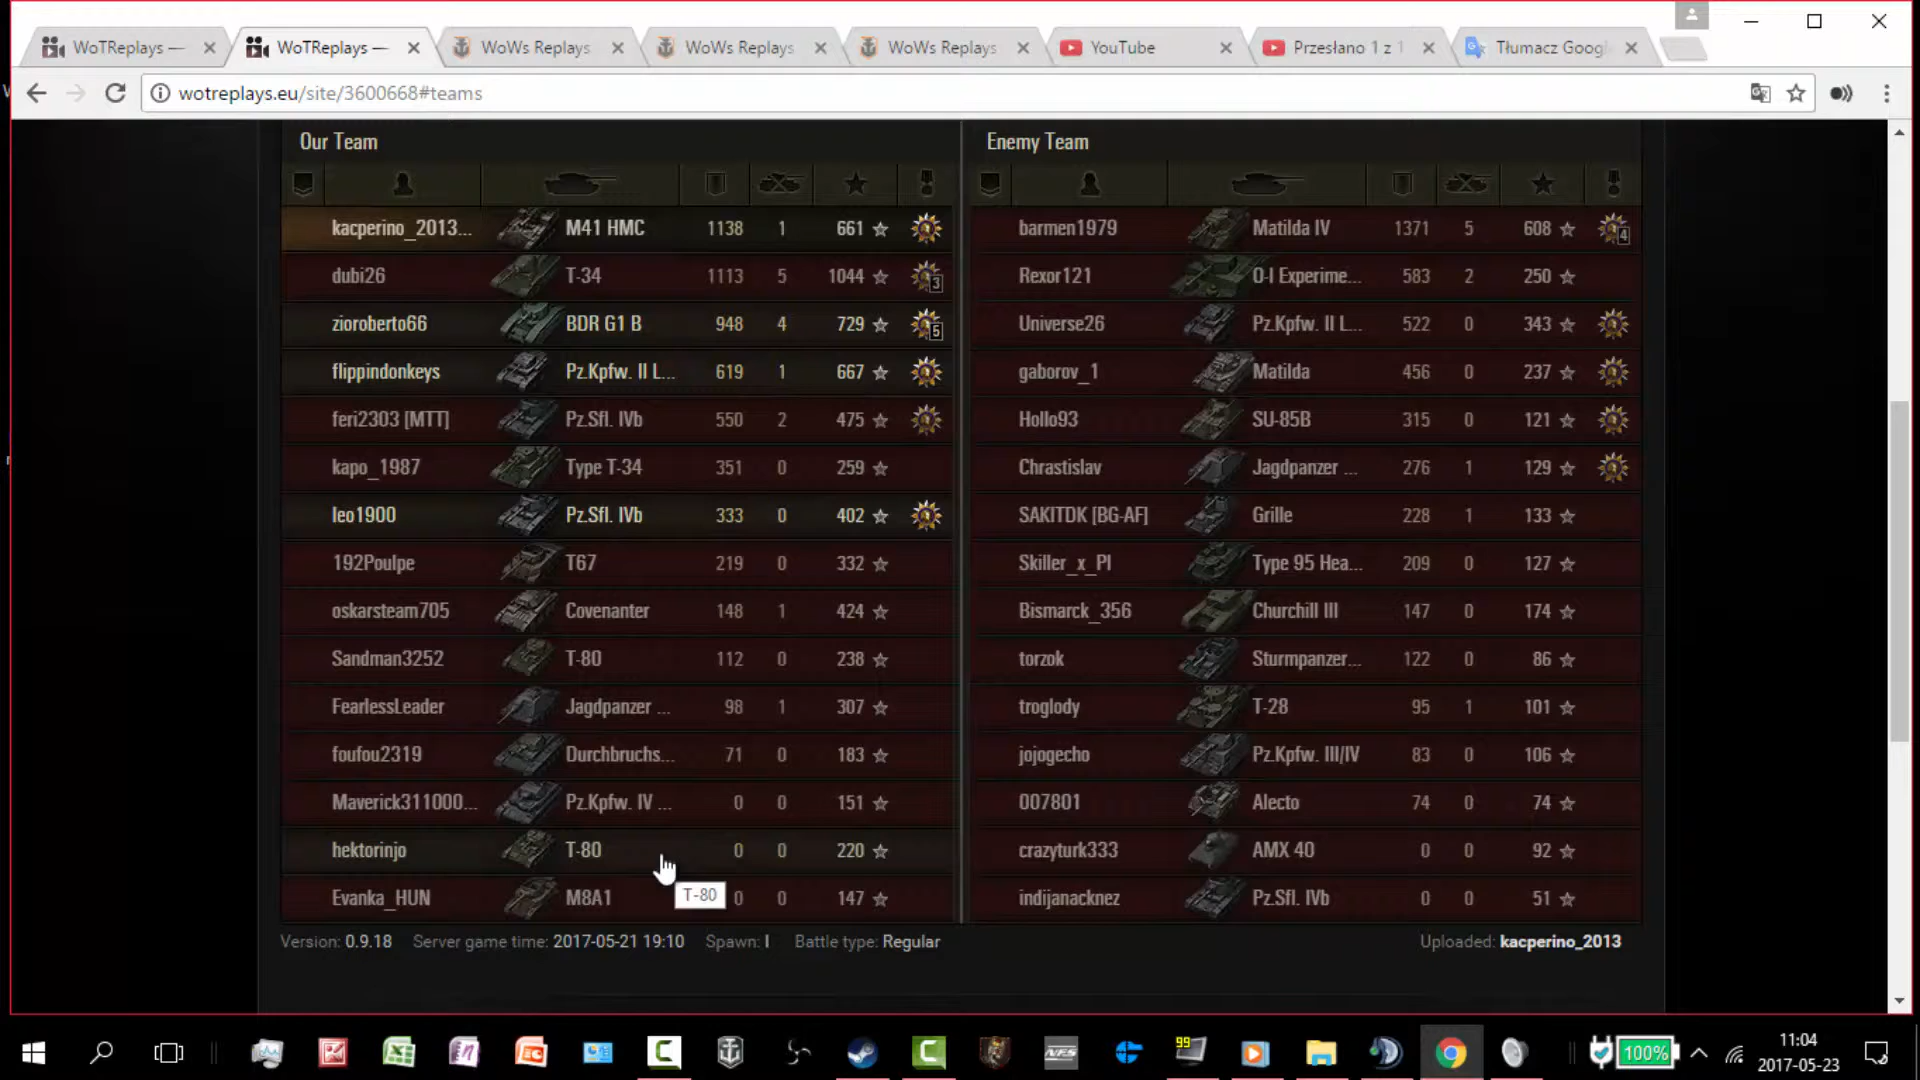 WoTReplays —
WoTReplays —
WoWs Replays
WoWs Replays
WoWs Replays
YouTube
Przesłano 1 z 1
Tłumacz Googl
wotreplays.eu/site/3600668#teams
Our Team
Enemy Team
kacperino_2013... M41 HMC 1138 1 661
barmen1979 Matilda IV 1371 5 608 4
dubi26 T-34 1113 5 1044 3
Rexor121 O-I Experime... 583 2 250
zioroberto66 BDR G1 B 948 4 729 5
Universe26 Pz.Kpfw. II L... 522 0 343
flippindonkeys Pz.Kpfw. II L... 619 1 667
gaborov_1 Matilda 456 0 237
feri2303 [MTT] Pz.Sfl. IVb 550 2 475
Hollo93 SU-85B 315 0 121
kapo_1987 Type T-34 351 0 259
Chrastislav Jagdpanzer ... 276 1 129
leo1900 Pz.Sfl. IVb 333 0 402
SAKITDK [BG-AF] Grille 228 1 133
192Poulpe T67 219 0 332
Skiller_x_Pl Type 95 Hea... 209 0 127
oskarsteam705 Covenanter 148 1 424
Bismarck_356 Churchill III 147 0 174
Sandman3252 T-80 112 0 238
torzok Sturmpanzer... 122 0 86
FearlessLeader Jagdpanzer ... 98 1 307
troglody T-28 95 1 101
foufou2319 Durchbruchs... 71 0 183
jojogecho Pz.Kpfw. III/IV 83 0 106
Maverick311000... Pz.Kpfw. IV ... 0 0 151
007801 Alecto 74 0 74
hektorinjo T-80 0 0 220
crazyturk333 AMX 40 0 0 92
Evanka_HUN M8A1 0 0 147
T-80
indijanacknez Pz.Sfl. IVb 0 0 51
Version: 0.9.18 Server game time: 2017-05-21 19:10 Spawn: I Battle type: Regular
Uploaded: kacperino_2013
NFS
99
100%
11:04
2017-05-23